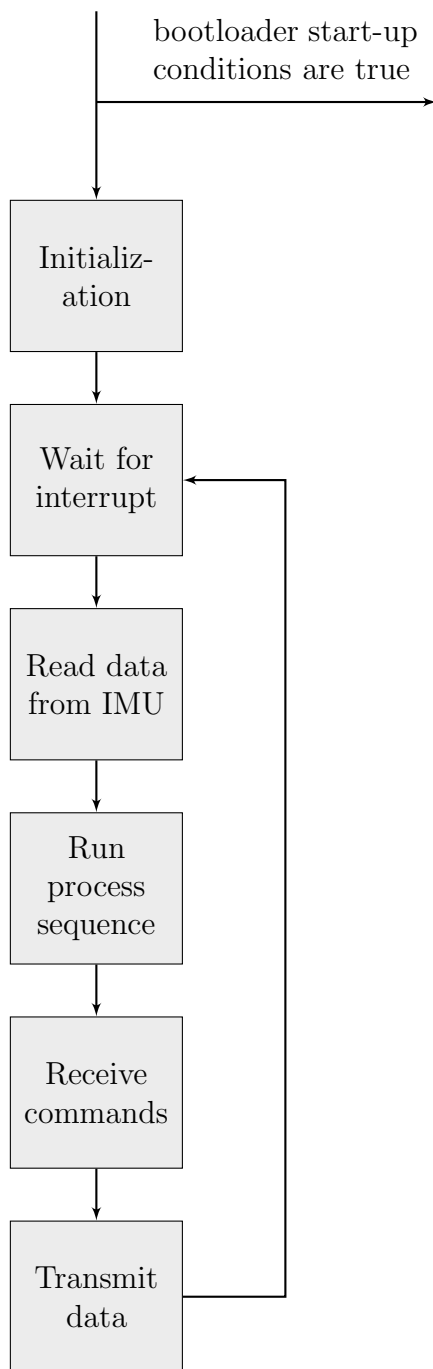 bootloader start-up
conditions are true
Initializ-
ation
Wait for
interrupt
Read data
from IMU
Run
process
sequence
Receive
commands
Transmit
data